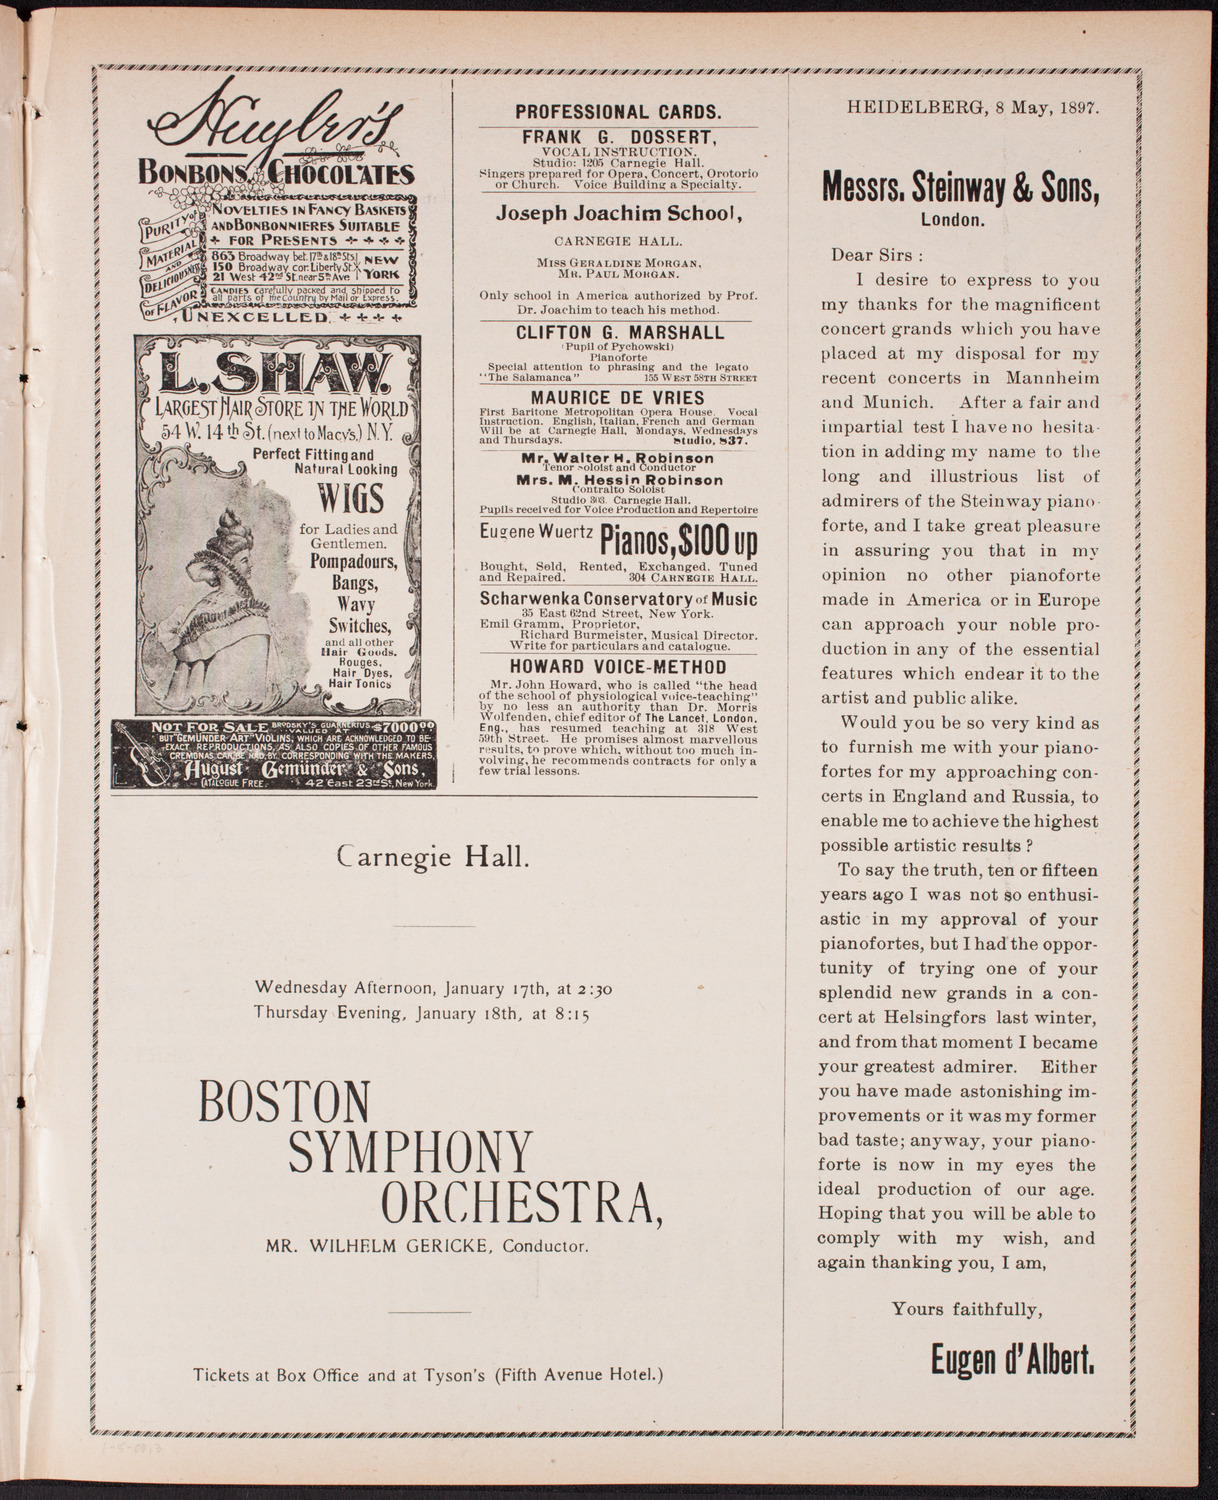 Huyler's
BONBONS, CHOCOLATES
PURITY of
MATERIAL
AND
DELICIOUSNESS
OF FLAVOR
NOVELTIES IN FANCY BASKETS
AND BONBONNIERES SUITABLE
FOR PRESENTS
863 Broadway bet. 17th & 18th Sts.
150 Broadway cor. Liberty St.
21 West 42nd St. near 5th Ave
NEW
YORK
CANDIES carefully packed and shipped to
all parts of the Country by Mail or Express.
UNEXCELLED.
L. SHAW.
LARGEST HAIR STORE IN THE WORLD
54 W. 14th St. (next to Macy's.) N.Y.
Perfect Fitting and
Natural Looking
WIGS
for Ladies and
Gentlemen.
Pompadours,
Bangs,
Wavy
Switches,
and all other
Hair Goods.
Rouges,
Hair Dyes,
Hair Tonics
NOT FOR SALE BRODSKY'S GUARNERIUS VALUED AT $7000.00
BUT "GEMÜNDER ART" VIOLINS, WHICH ARE ACKNOWLEDGED TO BE
EXACT REPRODUCTIONS, AS ALSO COPIES OF OTHER FAMOUS
CREMONAS CAN BE HAD, BY CORRESPONDING WITH THE MAKERS,
August Gemünder & Sons,
CATALOGUE FREE. 42 East 23rd St, New York
PROFESSIONAL CARDS.
FRANK G. DOSSERT,
VOCAL INSTRUCTION.
Studio: 1205 Carnegie Hall.
Singers prepared for Opera, Concert, Orotorio
or Church. Voice Building a Specialty.
Joseph Joachim School,
CARNEGIE HALL.
MISS GERALDINE MORGAN,
MR. PAUL MORGAN.
Only school in America authorized by Prof.
Dr. Joachim to teach his method.
CLIFTON G. MARSHALL
(Pupil of Pychowski)
Pianoforte
Special attention to phrasing and the legato
"The Salamanca" 155 WEST 58TH STREET
MAURICE DE VRIES
First Baritone Metropolitan Opera House. Vocal
Instruction. English, Italian, French and German
Will be at Carnegie Hall, Mondays, Wednesdays
and Thursdays. Studio, 837.
Mr. Walter H. Robinson
Tenor Soloist and Conductor
Mrs. M. Hessin Robinson
Contralto Soloist
Studio 303. Carnegie Hall.
Pupils received for Voice Production and Repertoire
Eugene Wuertz Pianos, $100 up
Bought, Sold, Rented, Exchanged. Tuned
and Repaired. 304 CARNEGIE HALL.
Scharwenka Conservatory of Music
35 East 62nd Street, New York.
Emil Gramm, Proprietor,
Richard Burmeister, Musical Director.
Write for particulars and catalogue.
HOWARD VOICE-METHOD
Mr. John Howard, who is called "the head
of the school of physiological voice-teaching"
by no less an authority than Dr. Morris
Wolfenden, chief editor of The Lancet, London,
Eng., has resumed teaching at 318 West
59th Street. He promises almost marvellous
results, to prove which, without too much in-
volving, he recommends contracts for only a
few trial lessons.
Carnegie Hall.
Wednesday Afternoon, January 17th, at 2:30
Thursday Evening, January 18th, at 8:15
BOSTON
SYMPHONY
ORCHESTRA,
MR. WILHELM GERICKE, Conductor.
Tickets at Box Office and at Tyson's (Fifth Avenue Hotel.)
HEIDELBERG, 8 May, 1897.
Messrs. Steinway & Sons,
London.
Dear Sirs :
I desire to express to you
my thanks for the magnificent
concert grands which you have
placed at my disposal for my
recent concerts in Mannheim
and Munich. After a fair and
impartial test I have no hesita-
tion in adding my name to the
long and illustrious list of
admirers of the Steinway piano-
forte, and I take great pleasure
in assuring you that in my
opinion no other pianoforte
made in America or in Europe
can approach your noble pro-
duction in any of the essential
features which endear it to the
artist and public alike.
Would you be so very kind as
to furnish me with your piano-
fortes for my approaching con-
certs in England and Russia, to
enable me to achieve the highest
possible artistic results ?
To say the truth, ten or fifteen
years ago I was not so enthusi-
astic in my approval of your
pianofortes, but I had the oppor-
tunity of trying one of your
splendid new grands in a con-
cert at Helsingfors last winter,
and from that moment I became
your greatest admirer. Either
you have made astonishing im-
provements or it was my former
bad taste; anyway, your piano-
forte is now in my eyes the
ideal production of our age.
Hoping that you will be able to
comply with my wish, and
again thanking you, I am,
Yours faithfully,
Eugen d'Albert.